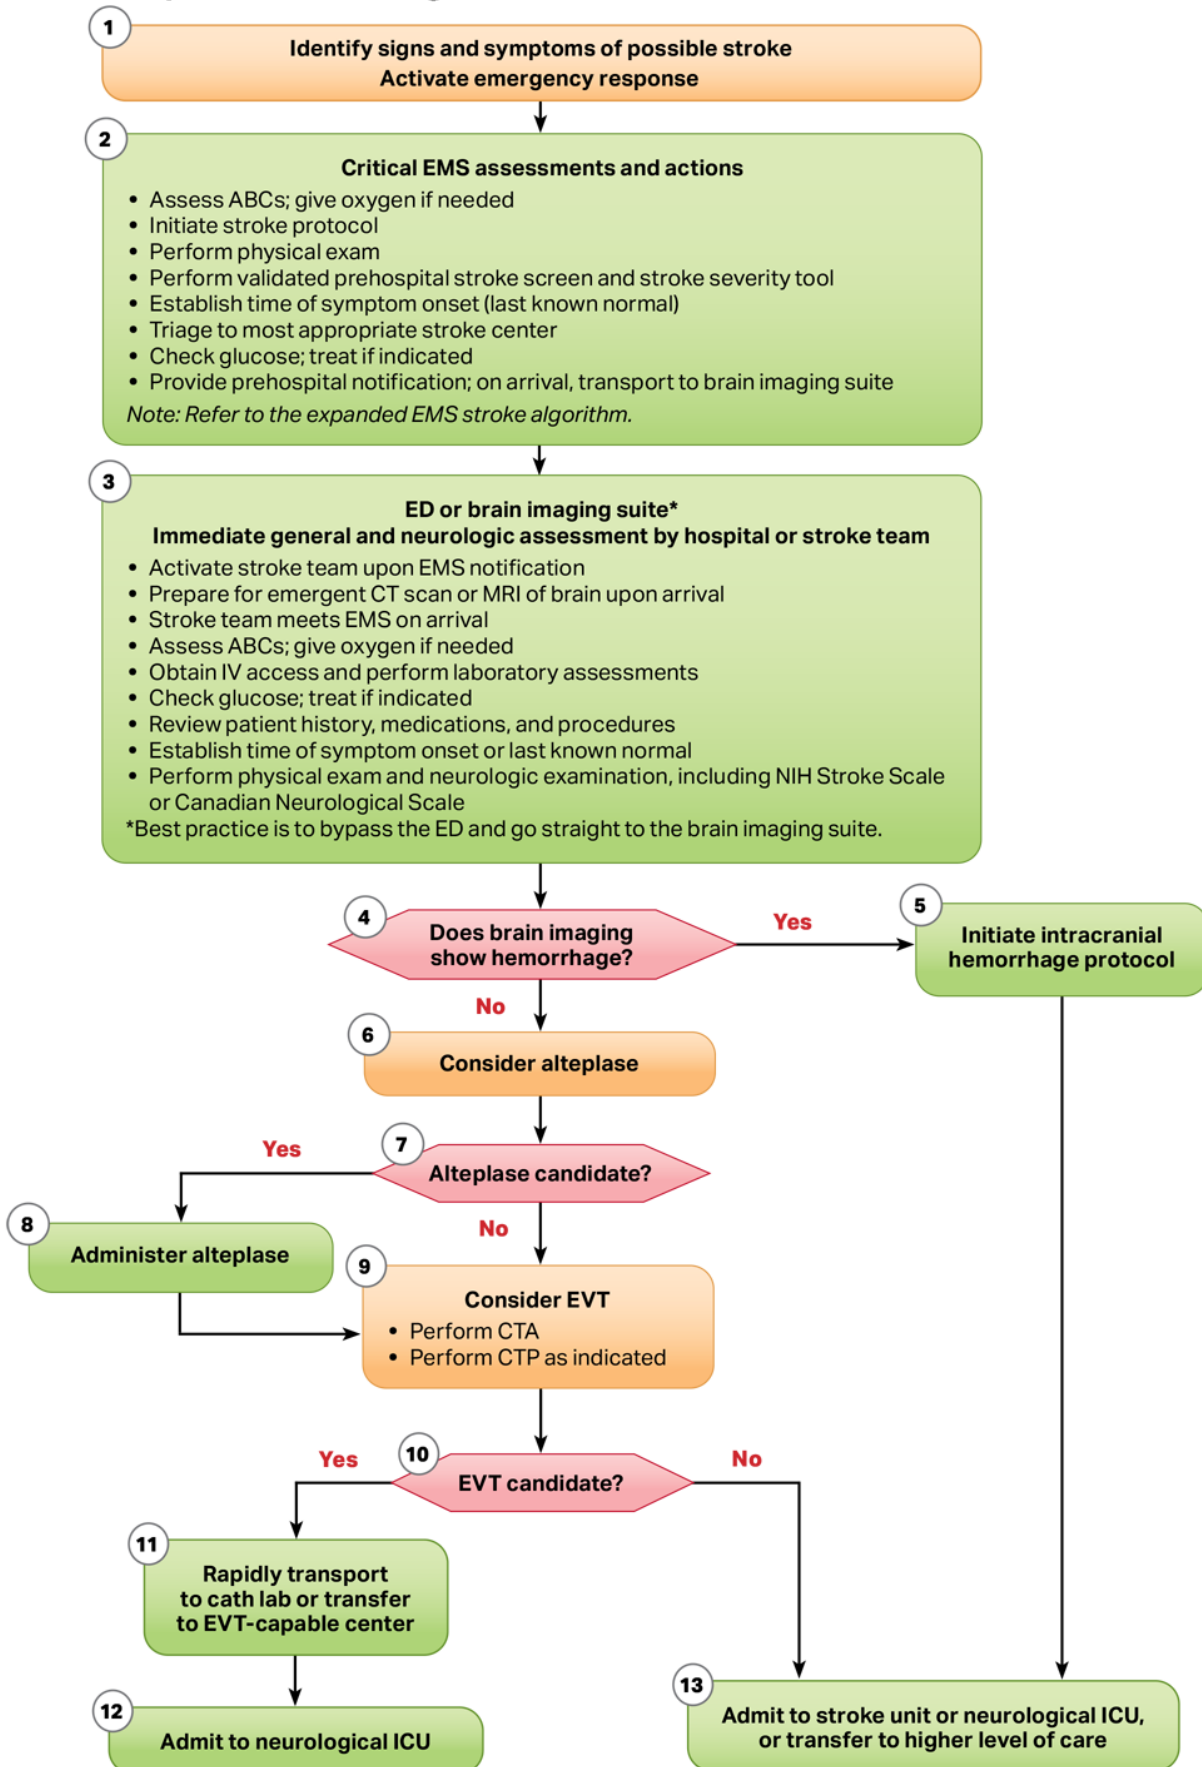 1
Identify signs and symptoms of possible stroke
Activate emergency response
2
Critical EMS assessments and actions
• Assess ABCs; give oxygen if needed
• Initiate stroke protocol
• Perform physical exam
• Perform validated prehospital stroke screen and stroke severity tool
• Establish time of symptom onset (last known normal)
• Triage to most appropriate stroke center
• Check glucose; treat if indicated
• Provide prehospital notification; on arrival, transport to brain imaging suite
Note: Refer to the expanded EMS stroke algorithm.
3
ED or brain imaging suite*
Immediate general and neurologic assessment by hospital or stroke team
• Activate stroke team upon EMS notification
• Prepare for emergent CT scan or MRI of brain upon arrival
• Stroke team meets EMS on arrival
• Assess ABCs; give oxygen if needed
• Obtain IV access and perform laboratory assessments
• Check glucose; treat if indicated
• Review patient history, medications, and procedures
• Establish time of symptom onset or last known normal
• Perform physical exam and neurologic examination, including NIH Stroke Scale
or Canadian Neurological Scale
*Best practice is to bypass the ED and go straight to the brain imaging suite.
4
Does brain imaging
show hemorrhage?
Yes
5
Initiate intracranial
hemorrhage protocol
No
6
Consider alteplase
7
Alteplase candidate?
Yes
No
8
Administer alteplase
9
Consider EVT
• Perform CTA
• Perform CTP as indicated
10
EVT candidate?
Yes
No
11
Rapidly transport
to cath lab or transfer
to EVT-capable center
12
Admit to neurological ICU
13
Admit to stroke unit or neurological ICU,
or transfer to higher level of care